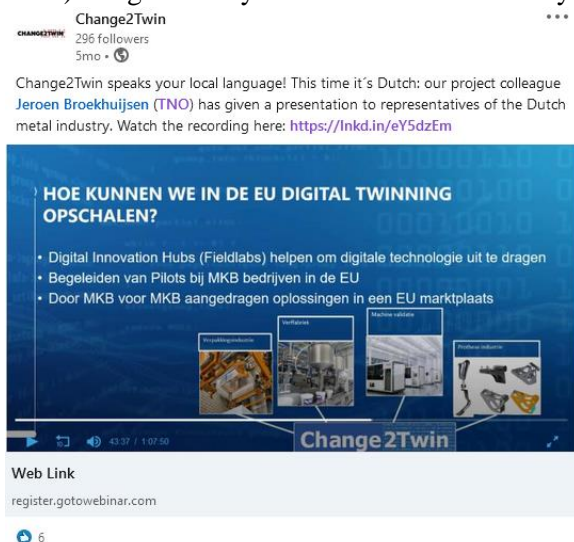 Change2Twin
CHANGE2TWIN
296 followers
5mo •
Change2Twin speaks your local language! This time it´s Dutch: our project colleague
Jeroen Broekhuijsen (TNO) has given a presentation to representatives of the Dutch
metal industry. Watch the recording here: https://lnkd.in/eY5dzEm
HOE KUNNEN WE IN DE EU DIGITAL TWINNING
OPSCHALEN?
• Digital Innovation Hubs (Fieldlabs) helpen om digitale technologie uit te dragen
• Begeleiden van Pilots bij MKB bedrijven in de EU
• Door MKB voor MKB aangedragen oplossingen in een EU marktplaats
Verpakkingsindustrie
Verffabriek
Machine validatie
Prothese industrie
Change2Twin
43:37 / 1:07:50
Web Link
register.gotowebinar.com
6